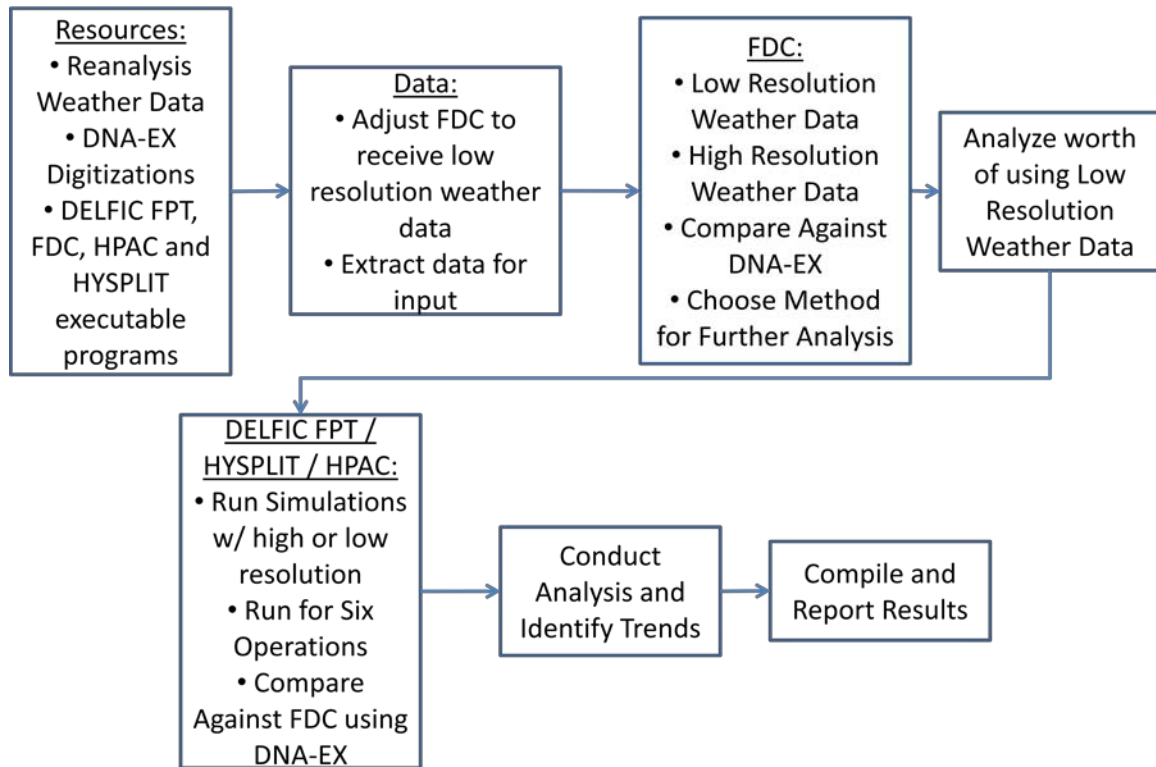 Resources:
• Reanalysis
Weather Data
• DNA-EX
Digitizations
• DELFIC FPT,
FDC, HPAC and
HYSPLIT
executable
programs
Data:
• Adjust FDC to
receive low
resolution weather
data
• Extract data for
input
FDC:
• Low Resolution
Weather Data
• High Resolution
Weather Data
• Compare Against
DNA-EX
• Choose Method
for Further Analysis
Analyze worth
of using Low
Resolution
Weather Data
DELFIC FPT /
HYSPLIT / HPAC:
• Run Simulations
w/ high or low
resolution
• Run for Six
Operations
• Compare
Against FDC using
DNA-EX
Conduct
Analysis and
Identify Trends
Compile and
Report Results